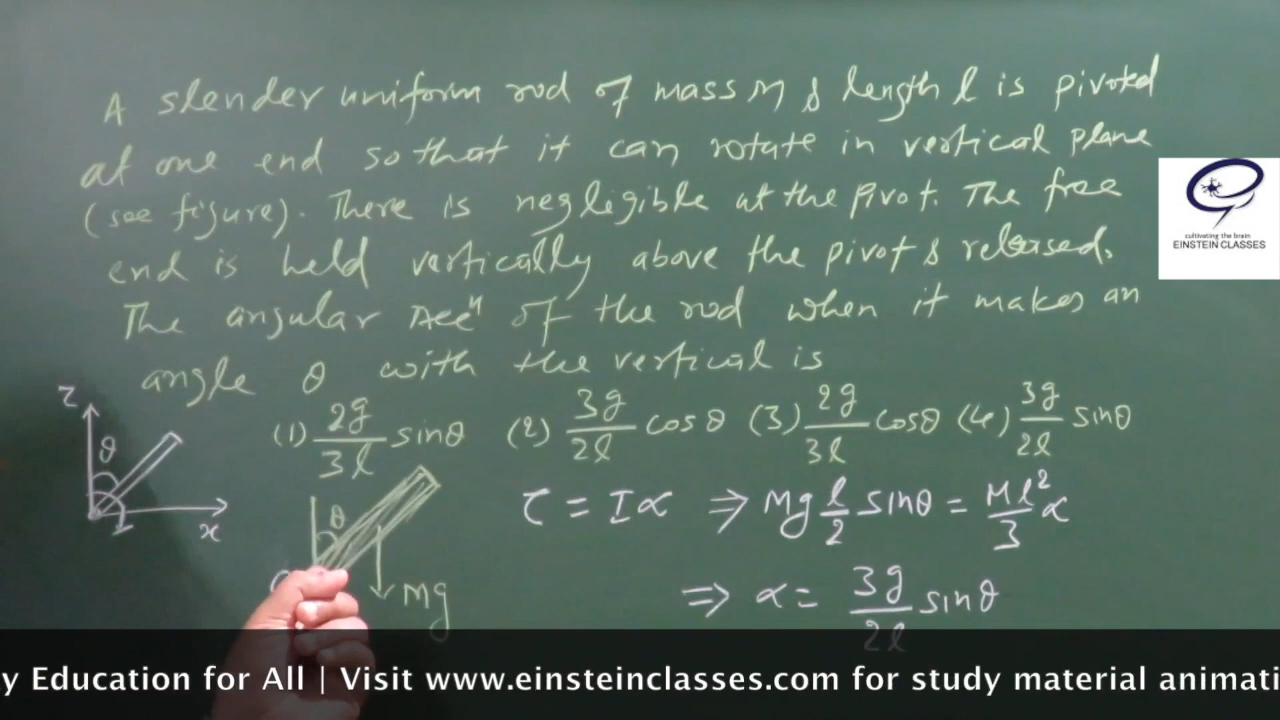 A slender uniform rod of mass M & length l is pivoted
at one end so that it can rotate in vertical plane
(see figure). There is negligible at the pivot. The free
end is held vertically above the pivot & released.
The angular Accⁿ of the rod when it makes an
angle θ with the vertical is
(1) 2g/3l sinθ (2) 3g/2l cosθ (3) 2g/3l cosθ (4) 3g/2l sinθ
z
θ
x
θ
Mg
τ = Iα ⇒ Mg l/2 sinθ = Ml²/3 α
⇒ α = 3g/2l sinθ
cultivating the brain
EINSTEIN CLASSES
y Education for All | Visit www.einsteinclasses.com for study material animati